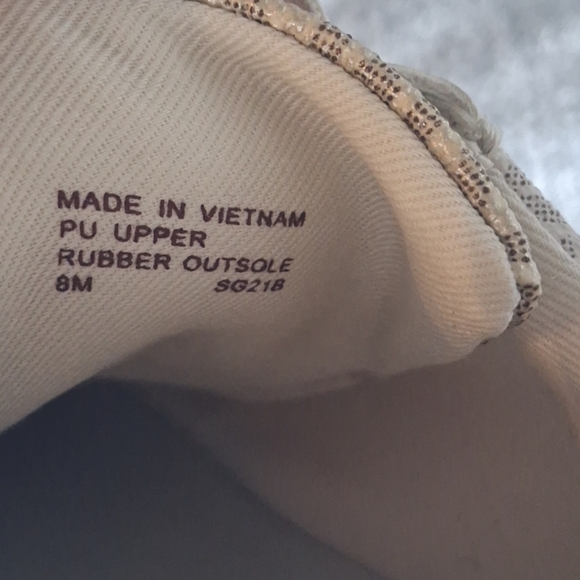 MADE IN VIETNAM
PU UPPER
RUBBER OUTSOLE
8M SG21B